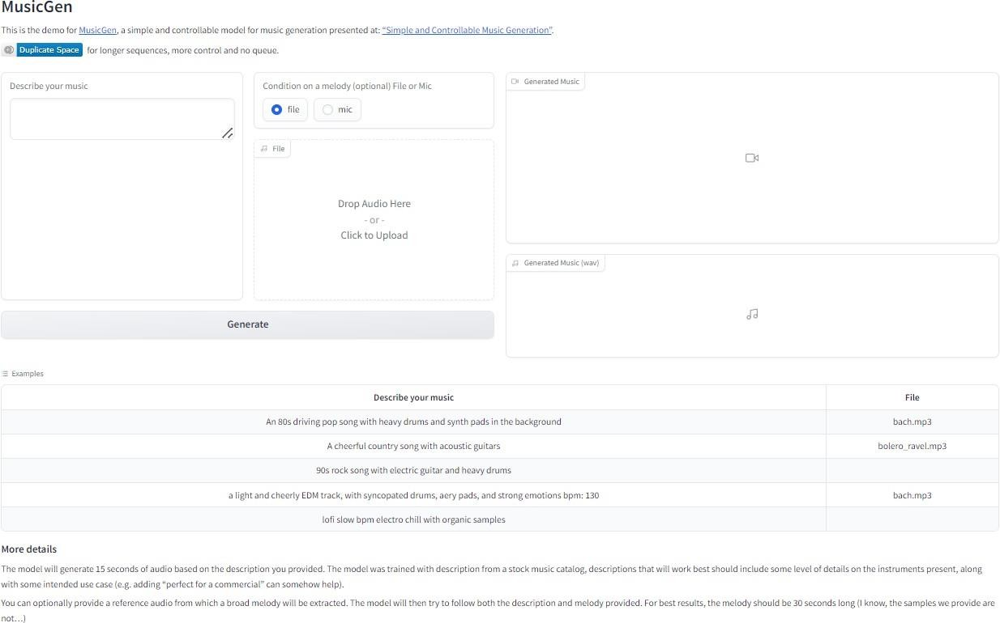 MusicGen
This is the demo for MusicGen, a simple and controllable model for music generation presented at: “Simple and Controllable Music Generation”.
Duplicate Space for longer sequences, more control and no queue.
Describe your music
Condition on a melody (optional) File or Mic
file mic
File
Drop Audio Here
- or -
Click to Upload
Generate
Generated Music
Generated Music (wav)
Examples
Describe your music File
An 80s driving pop song with heavy drums and synth pads in the background bach.mp3
A cheerful country song with acoustic guitars bolero_ravel.mp3
90s rock song with electric guitar and heavy drums
a light and cheerly EDM track, with syncopated drums, aery pads, and strong emotions bpm: 130 bach.mp3
lofi slow bpm electro chill with organic samples
More details
The model will generate 15 seconds of audio based on the description you provided. The model was trained with description from a stock music catalog, descriptions that will work best should include some level of details on the instruments present, along
with some intended use case (e.g. adding “perfect for a commercial” can somehow help).
You can optionally provide a reference audio from which a broad melody will be extracted. The model will then try to follow both the description and melody provided. For best results, the melody should be 30 seconds long (I know, the samples we provide are
not…)